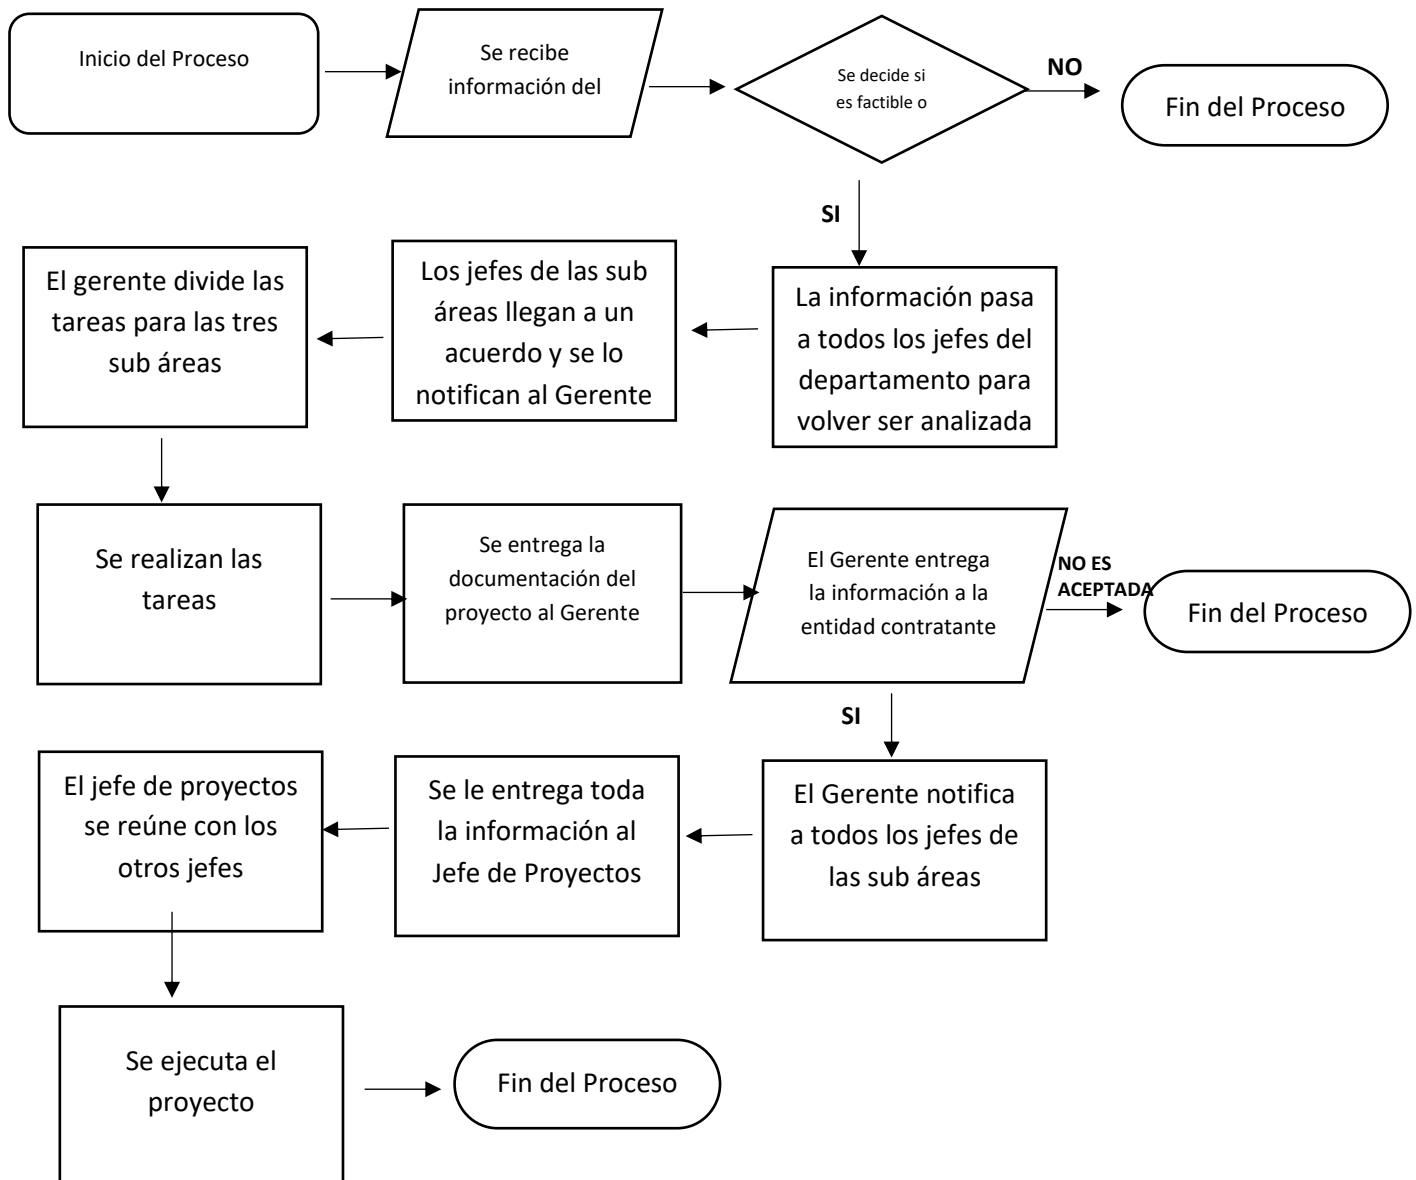 Inicio del Proceso
Se recibe
información del
Se decide si
es factible o
NO
Fin del Proceso
SI
La información pasa
a todos los jefes del
departamento para
volver ser analizada
Los jefes de las sub
áreas llegan a un
acuerdo y se lo
notifican al Gerente
El gerente divide las
tareas para las tres
sub áreas
Se realizan las
tareas
Se entrega la
documentación del
proyecto al Gerente
El Gerente entrega
la información a la
entidad contratante
NO ES
ACEPTADA
Fin del Proceso
SI
El Gerente notifica
a todos los jefes de
las sub áreas
Se le entrega toda
la información al
Jefe de Proyectos
El jefe de proyectos
se reúne con los
otros jefes
Se ejecuta el
proyecto
Fin del Proceso